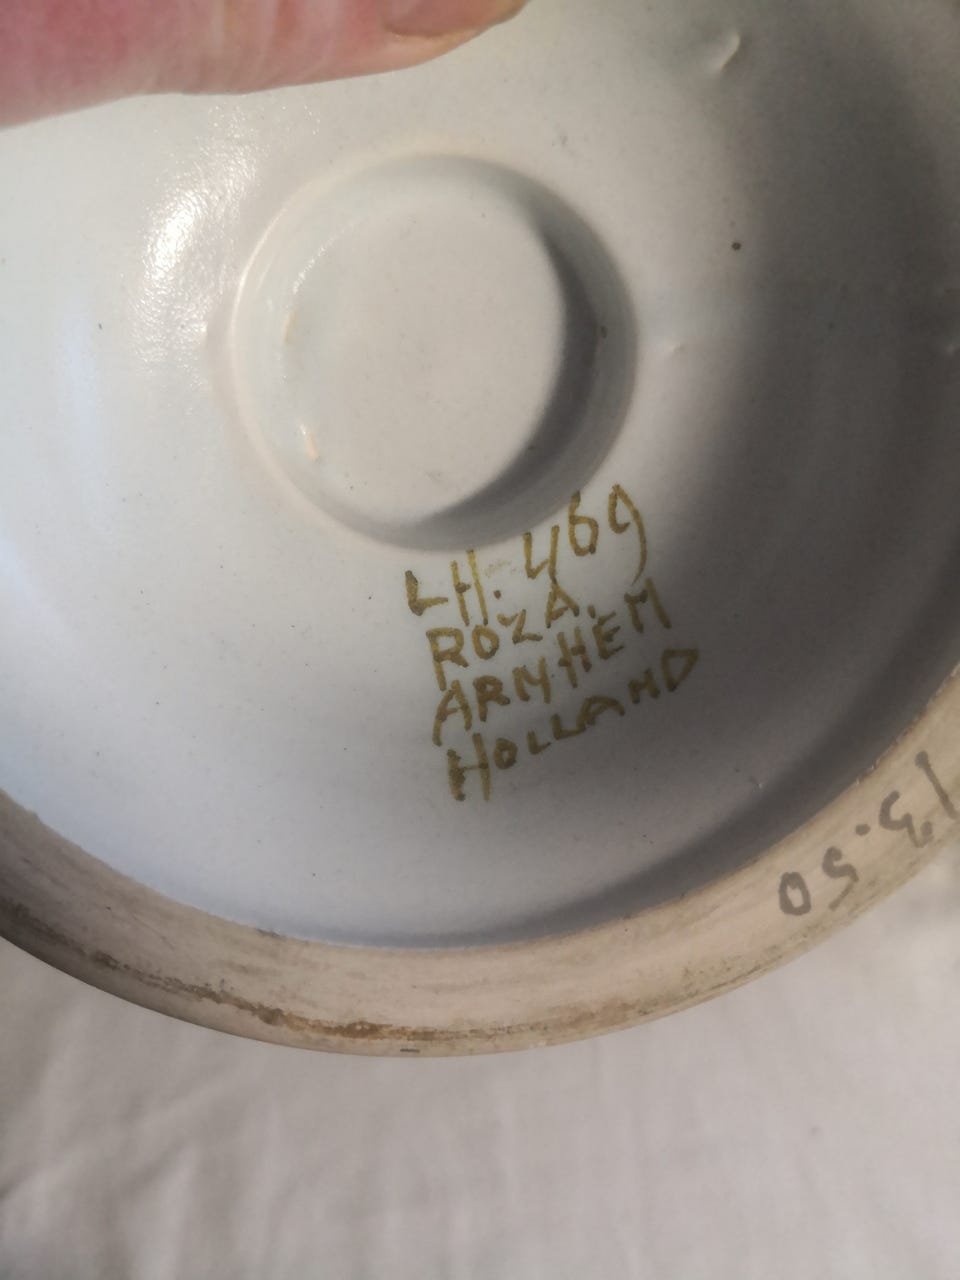 LH. 469
ROZA.
ARNHEM
HOLLAND
13.50